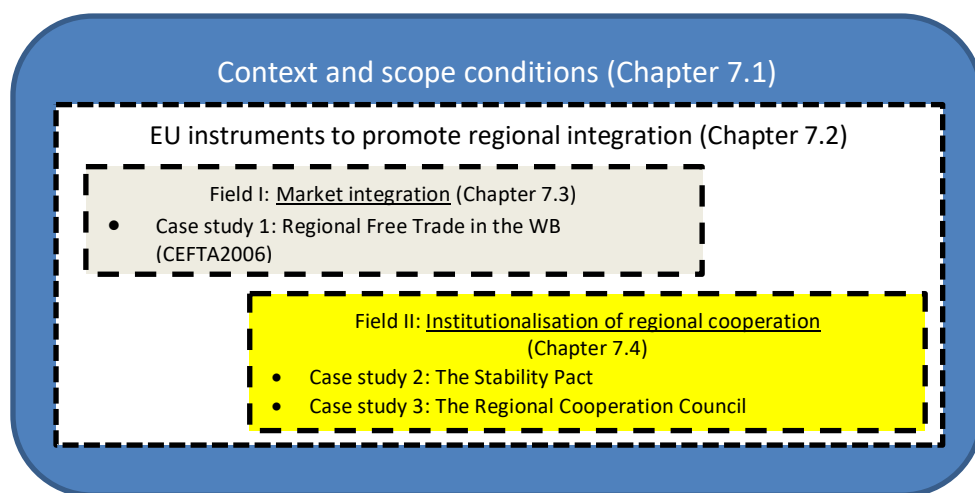 Context and scope conditions (Chapter 7.1)
EU instruments to promote regional integration (Chapter 7.2)
Field I: Market integration (Chapter 7.3)
• Case study 1: Regional Free Trade in the WB
(CEFTA2006)
Field II: Institutionalisation of regional cooperation
(Chapter 7.4)
• Case study 2: The Stability Pact
• Case study 3: The Regional Cooperation Council